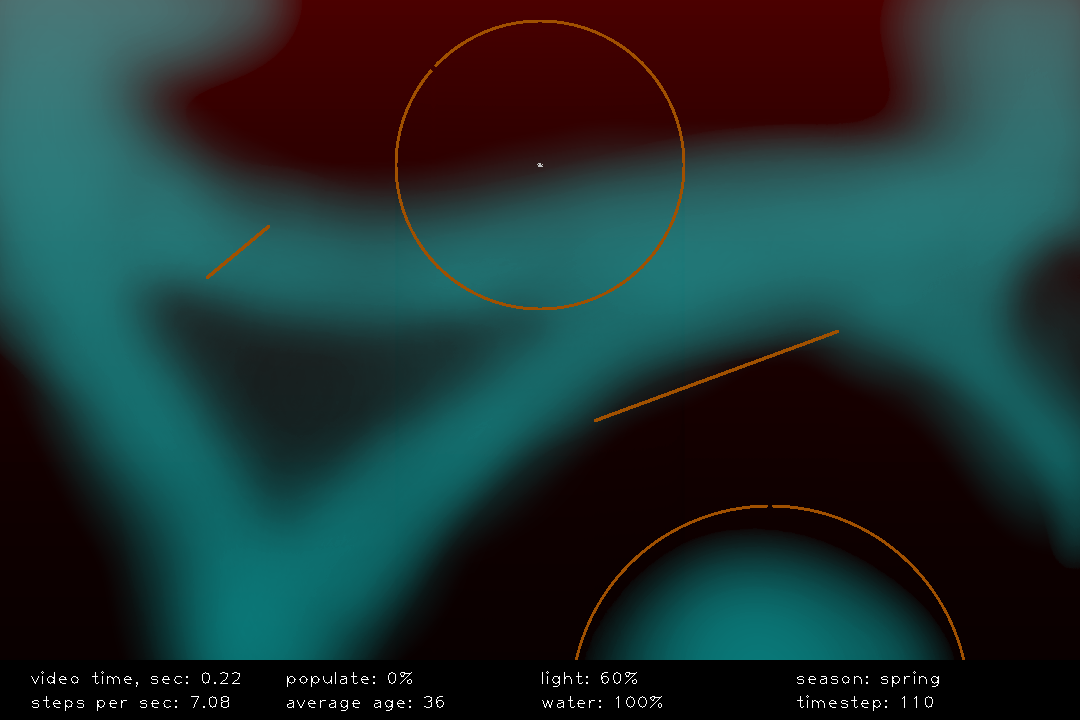 video time, sec: 0.22 populate: 0% light: 60% season: spring
steps per sec: 7.08 average age: 36 water: 100% timestep: 110